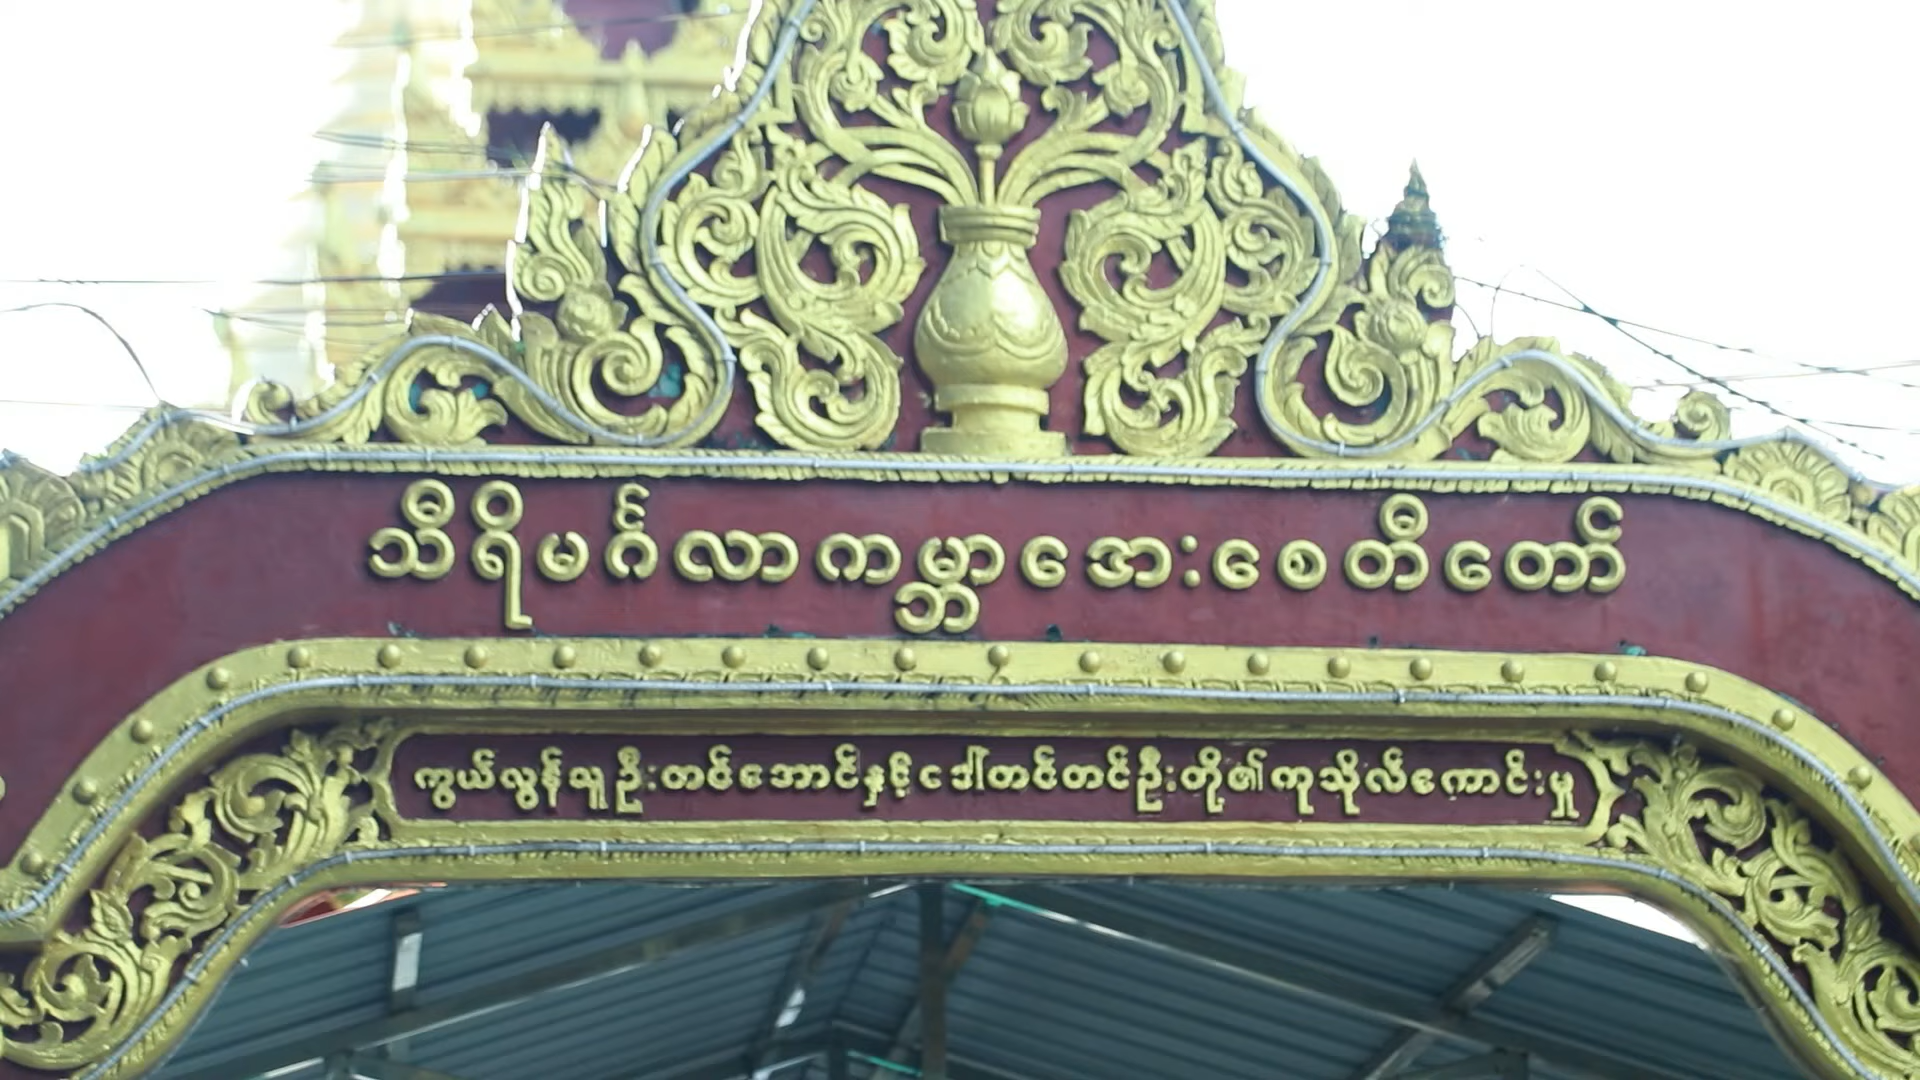 သီရိမင်္ဂလာကမ္ဘာအေးစေတီတော်
ကွယ်လွန်သူဦးတင်အောင်နှင့်ဒေါ်တင်တင်ဦးတို့၏ကုသိုလ်ကောင်းမှု